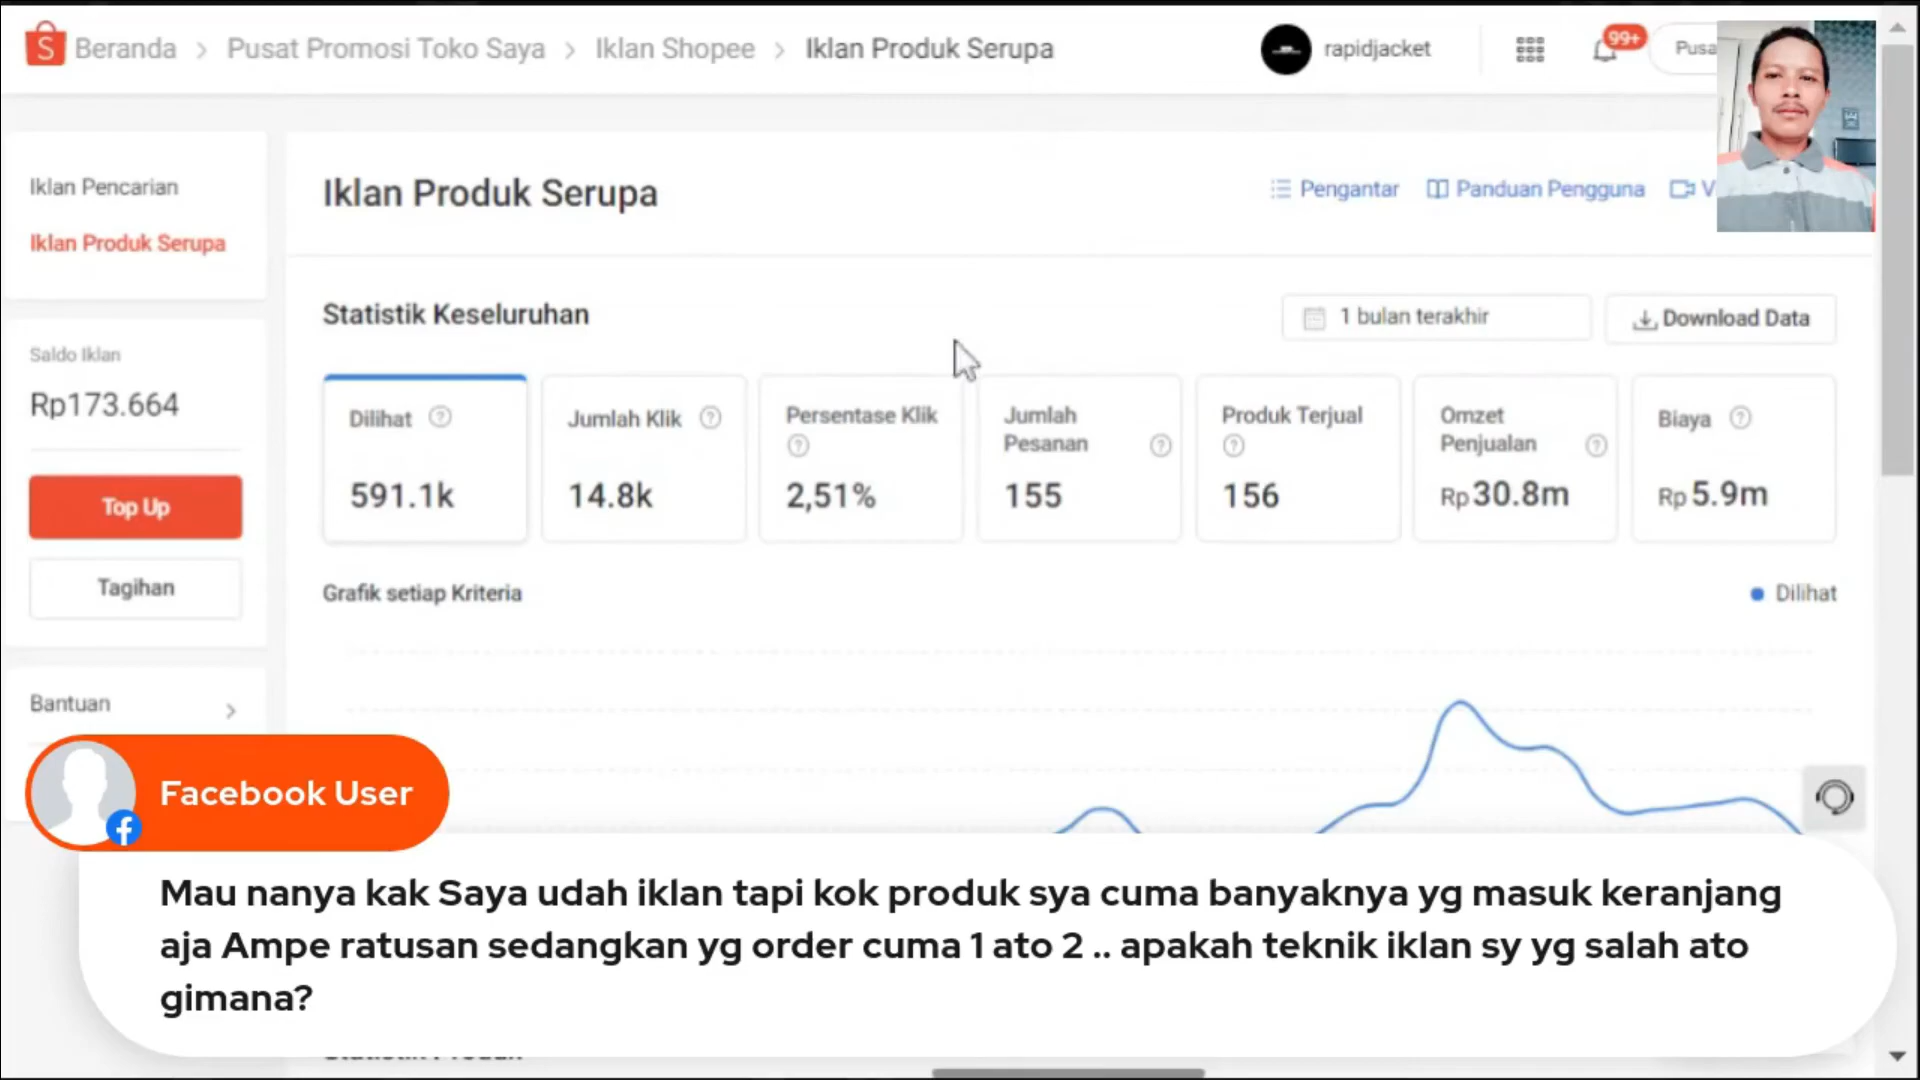 Beranda > Pusat Promosi Toko Saya > Iklan Shopee > Iklan Produk Serupa
rapidjacket
99+
Pusa
Iklan Pencarian
Iklan Produk Serupa
Saldo Iklan
Rp173.664
Top Up
Tagihan
Bantuan
Iklan Produk Serupa
Pengantar
Panduan Pengguna
V
Statistik Keseluruhan
1 bulan terakhir
Download Data
Dilihat
591.1k
Jumlah Klik
14.8k
Persentase Klik
2,51%
Jumlah
Pesanan
155
Produk Terjual
156
Omzet
Penjualan
Rp 30.8m
Biaya
Rp 5.9m
Grafik setiap Kriteria
Dilihat
Facebook User
Mau nanya kak Saya udah iklan tapi kok produk sya cuma banyaknya yg masuk keranjang
aja Ampe ratusan sedangkan yg order cuma 1 ato 2 .. apakah teknik iklan sy yg salah ato
gimana?